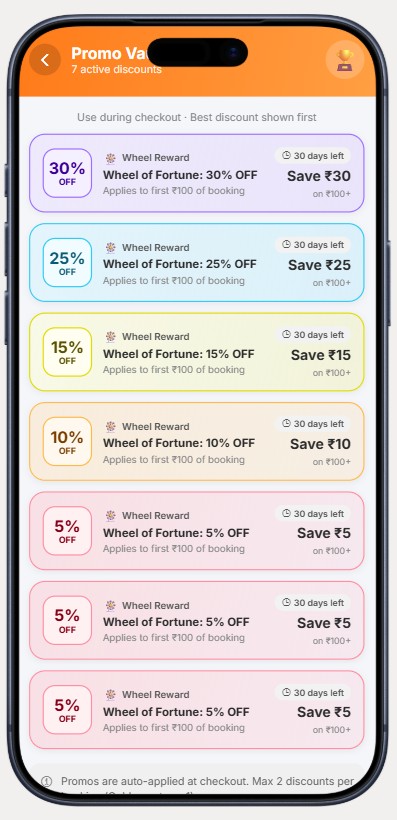 Promo Va
7 active discounts
Use during checkout · Best discount shown first
30%
OFF
Wheel Reward
Wheel of Fortune: 30% OFF
Applies to first ₹100 of booking
30 days left
Save ₹30
on ₹100+
25%
OFF
Wheel Reward
Wheel of Fortune: 25% OFF
Applies to first ₹100 of booking
30 days left
Save ₹25
on ₹100+
15%
OFF
Wheel Reward
Wheel of Fortune: 15% OFF
Applies to first ₹100 of booking
30 days left
Save ₹15
on ₹100+
10%
OFF
Wheel Reward
Wheel of Fortune: 10% OFF
Applies to first ₹100 of booking
30 days left
Save ₹10
on ₹100+
5%
OFF
Wheel Reward
Wheel of Fortune: 5% OFF
Applies to first ₹100 of booking
30 days left
Save ₹5
on ₹100+
5%
OFF
Wheel Reward
Wheel of Fortune: 5% OFF
Applies to first ₹100 of booking
30 days left
Save ₹5
on ₹100+
5%
OFF
Wheel Reward
Wheel of Fortune: 5% OFF
Applies to first ₹100 of booking
30 days left
Save ₹5
on ₹100+
Promos are auto-applied at checkout. Max 2 discounts per